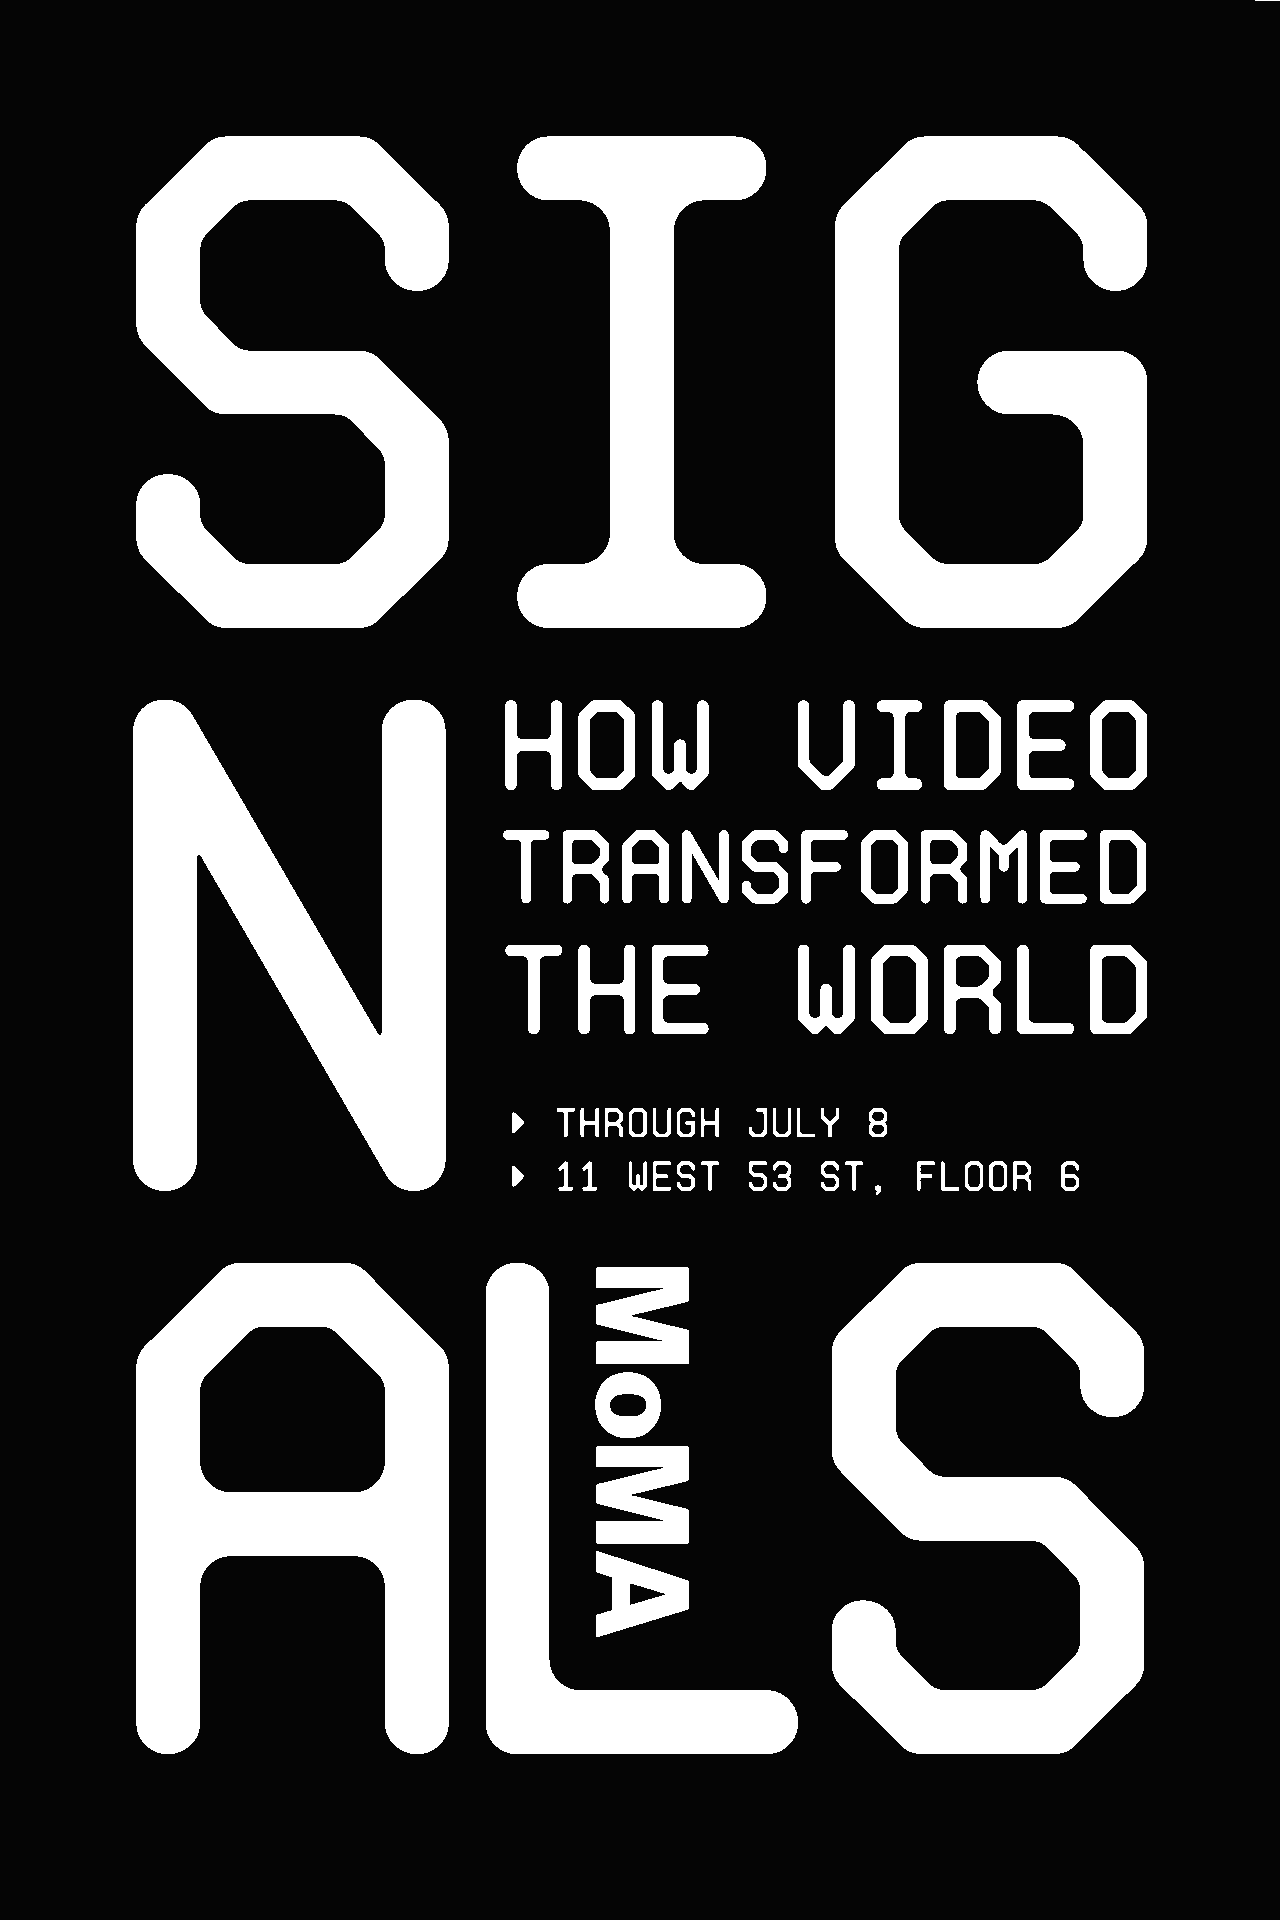 SIG
N
HOW VIDEO
TRANSFORMED
THE WORLD
THROUGH JULY 8
11 WEST 53 ST, FLOOR 6
ALS
MoMA